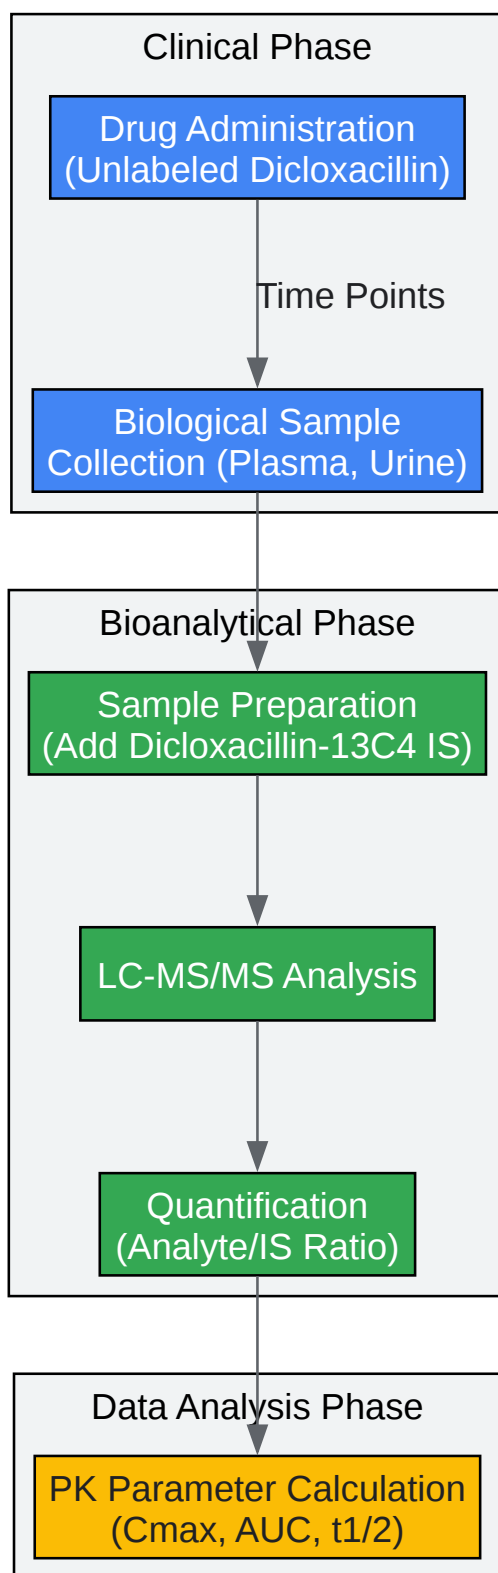 Clinical Phase
Drug Administration
(Unlabeled Dicloxacillin)
Time Points
Biological Sample
Collection (Plasma, Urine)
Bioanalytical Phase
Sample Preparation
(Add Dicloxacillin-13C4 IS)
LC-MS/MS Analysis
Quantification
(Analyte/IS Ratio)
Data Analysis Phase
PK Parameter Calculation
(Cmax, AUC, t1/2)